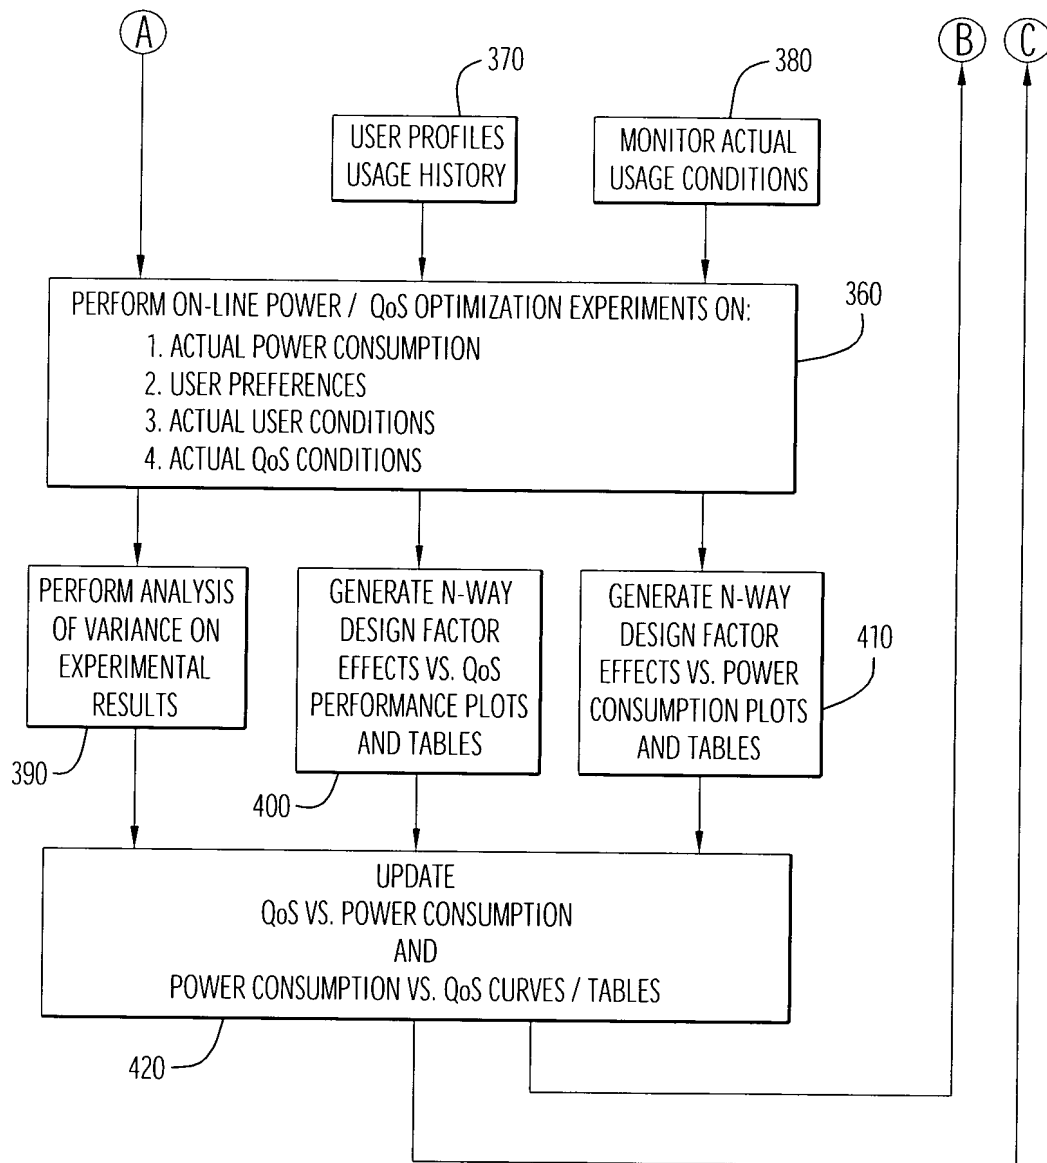 A
B
C
370
380
USER PROFILES
USAGE HISTORY
MONITOR ACTUAL
USAGE CONDITIONS
PERFORM ON-LINE POWER / QoS OPTIMIZATION EXPERIMENTS ON:
1. ACTUAL POWER CONSUMPTION
2. USER PREFERENCES
3. ACTUAL USER CONDITIONS
4. ACTUAL QoS CONDITIONS
360
PERFORM ANALYSIS
OF VARIANCE ON
EXPERIMENTAL
RESULTS
390
GENERATE N-WAY
DESIGN FACTOR
EFFECTS VS. QoS
PERFORMANCE PLOTS
AND TABLES
400
GENERATE N-WAY
DESIGN FACTOR
EFFECTS VS. POWER
CONSUMPTION PLOTS
AND TABLES
410
UPDATE
QoS VS. POWER CONSUMPTION
AND
POWER CONSUMPTION VS. QoS CURVES / TABLES
420